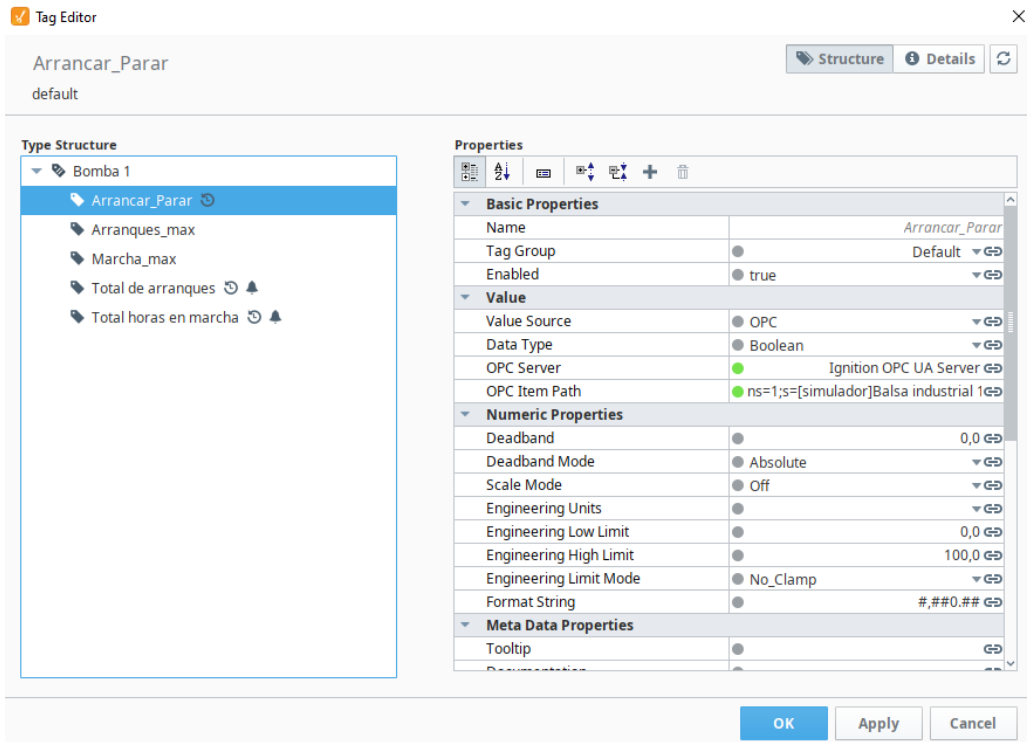 Tag Editor
Arrancar_Parar
Structure
Details
default
Type Structure
Bomba 1
Arrancar_Parar
Arranques_max
Marcha_max
Total de arranques
Total horas en marcha
Properties
Basic Properties
Name Arrancar_Parar
Tag Group Default
Enabled true
Value
Value Source OPC
Data Type Boolean
OPC Server Ignition OPC UA Server
OPC Item Path ns=1;s=[simulador]Balsa industrial 1
Numeric Properties
Deadband 0,0
Deadband Mode Absolute
Scale Mode Off
Engineering Units
Engineering Low Limit 0,0
Engineering High Limit 100,0
Engineering Limit Mode No_Clamp
Format String #,##0.##
Meta Data Properties
Tooltip
OK
Apply
Cancel